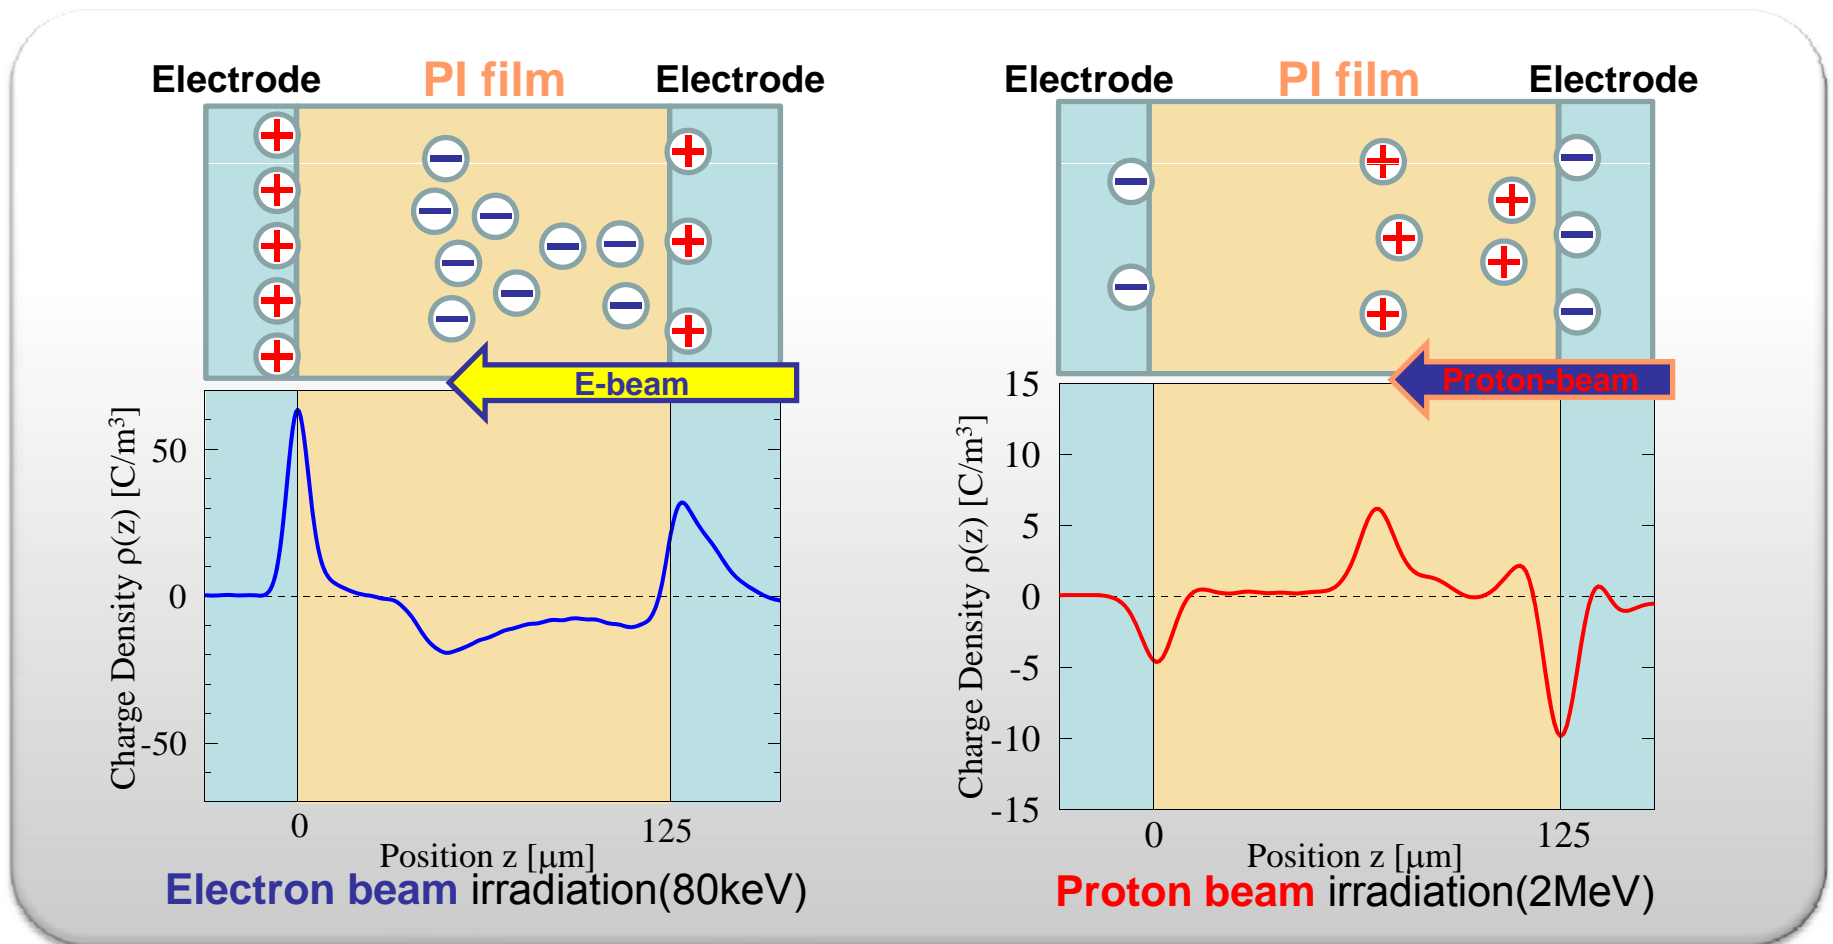 Electrode PI film Electrode
E-beam
Charge Density ρ(z) [C/m³]
50
0
-50
0 125
Position z [μm]
Electron beam irradiation(80keV)
Electrode PI film Electrode
Proton-beam
Charge Density ρ(z) [C/m³]
15
10
5
0
-5
-10
-15
0 125
Position z [μm]
Proton beam irradiation(2MeV)